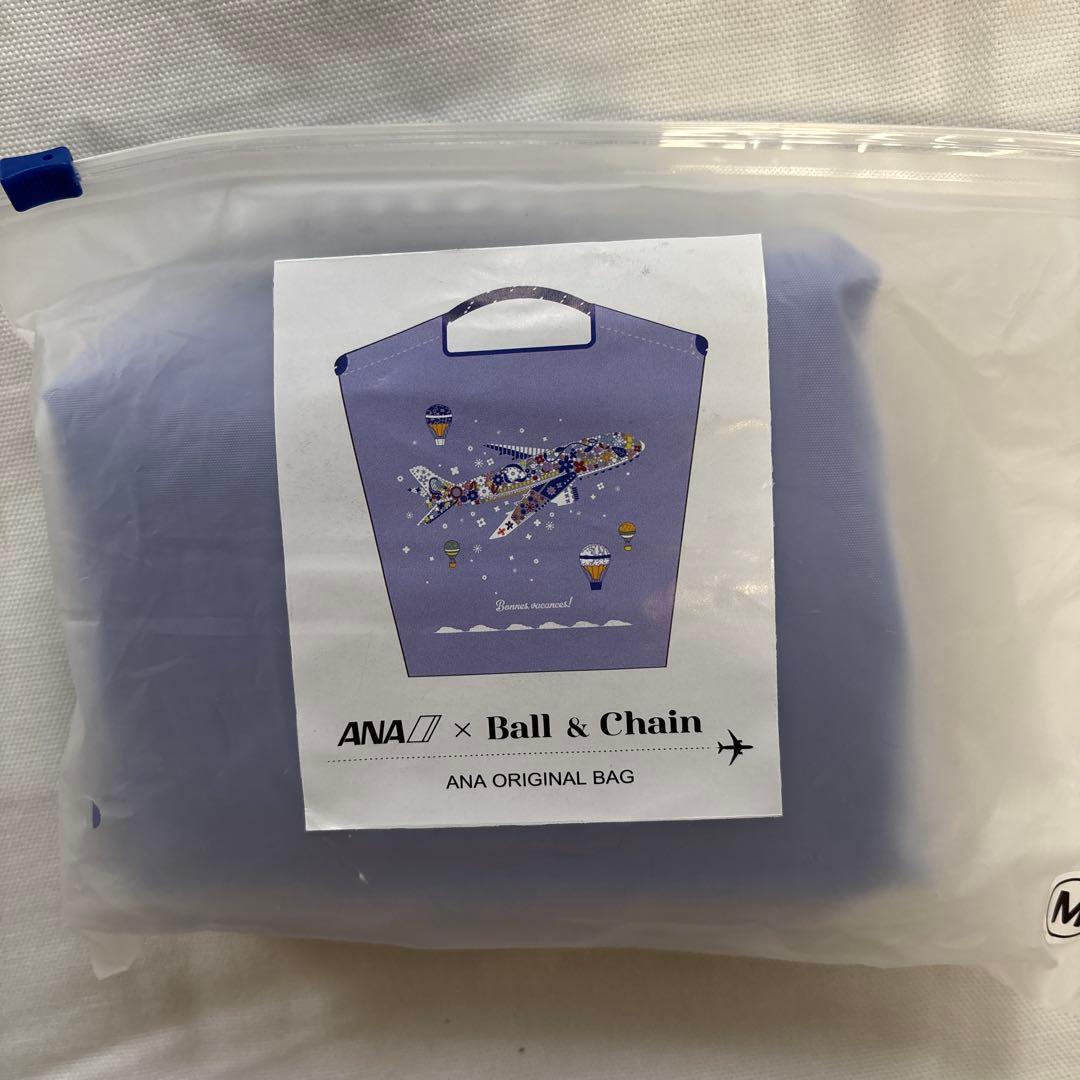 Bonnes vacances!
ANA × Ball & Chain
ANA ORIGINAL BAG
M